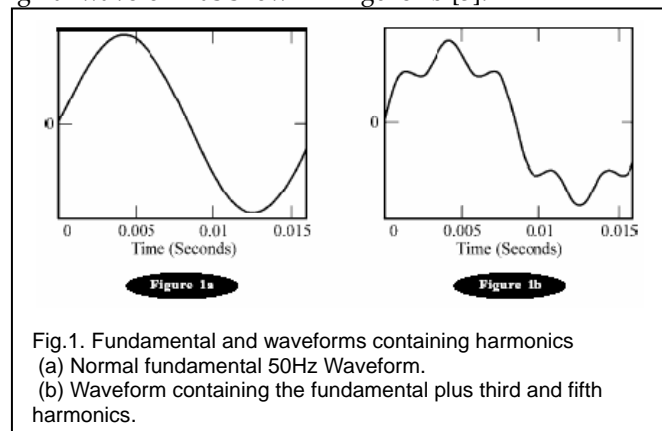 0
0 0.005 0.01 0.015
Time (Seconds)
Figure 1a
0
0 0.005 0.01 0.015
Time (Seconds)
Figure 1b
Fig.1. Fundamental and waveforms containing harmonics
(a) Normal fundamental 50Hz Waveform.
(b) Waveform containing the fundamental plus third and fifth
harmonics.